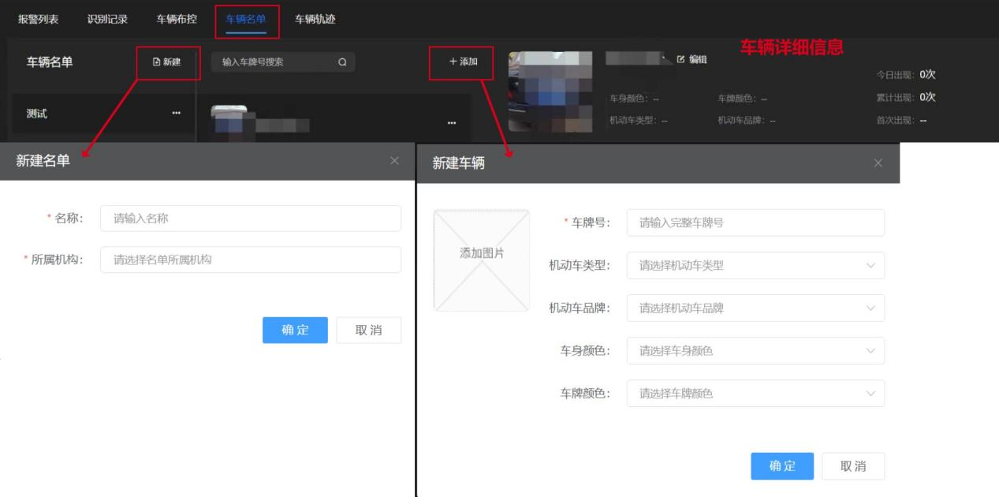 报警列表 识别记录 车辆布控 车辆名单 车辆轨迹
车辆名单 新建 输入车牌号搜索 +添加 编辑 车辆详细信息
今日出现: 0次
车身颜色: -- 车牌颜色: -- 累计出现: 0次
测试 ··· ··· 机动车类型: -- 机动车品牌: -- 首次出现: --
新建名单
* 名称: 请输入名称
* 所属机构: 请选择名单所属机构
确定 取消
新建车辆
添加图片
* 车牌号: 请输入完整车牌号
机动车类型: 请选择机动车类型
机动车品牌: 请选择机动车品牌
车身颜色: 请选择车身颜色
车牌颜色: 请选择车牌颜色
确定 取消